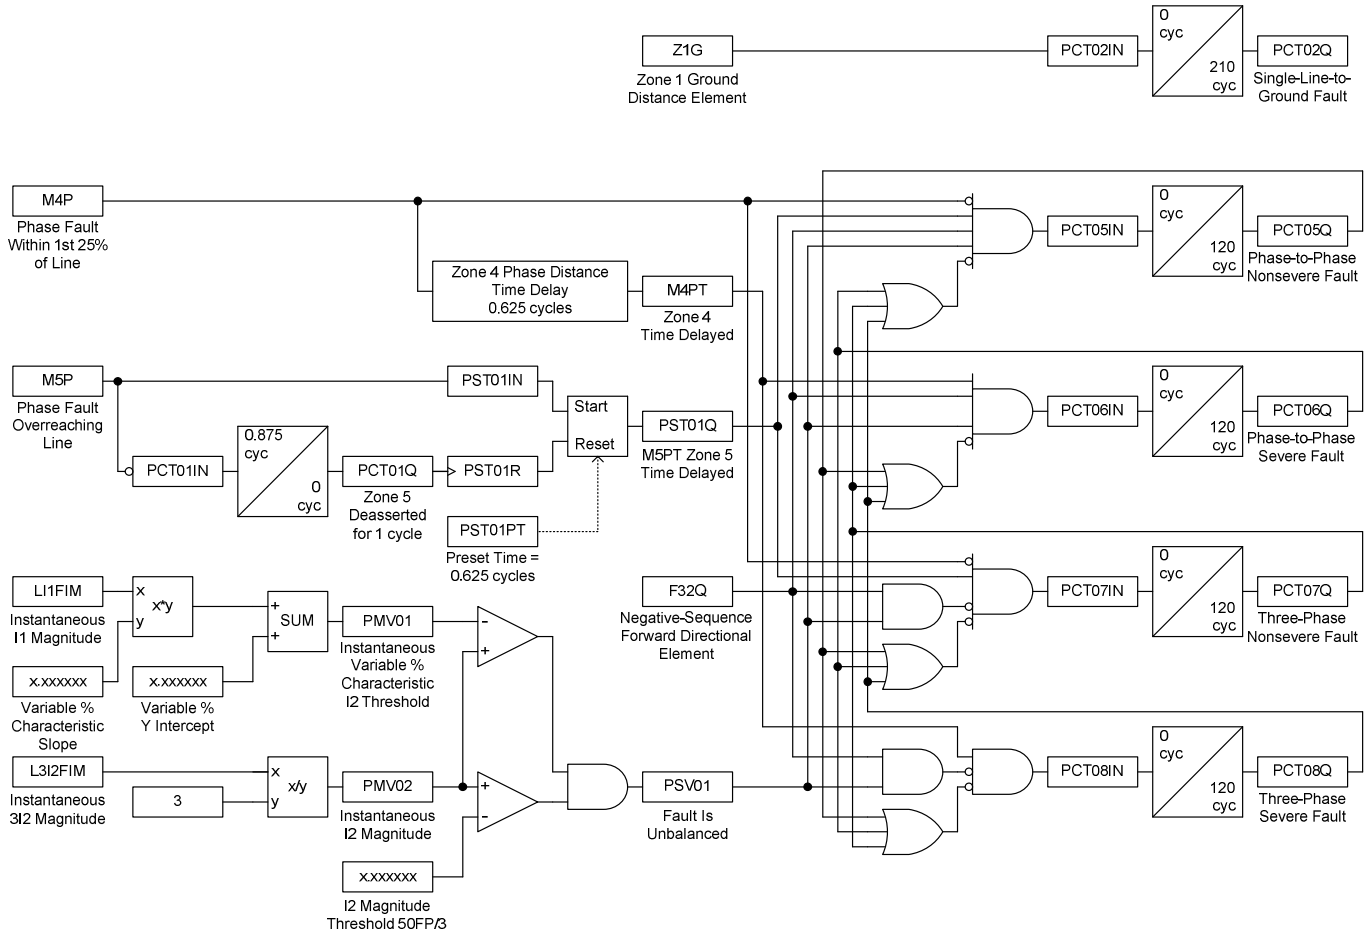 Z1G
Zone 1 Ground
Distance Element
PCT02IN
0
cyc
210
cyc
PCT02Q
Single-Line-to-
Ground Fault
M4P
Phase Fault
Within 1st 25%
of Line
Zone 4 Phase Distance
Time Delay
0.625 cycles
M4PT
Zone 4
Time Delayed
PCT05IN
0
cyc
120
cyc
PCT05Q
Phase-to-Phase
Nonsevere Fault
M5P
Phase Fault
Overreaching
Line
PST01IN
Start
Reset
PST01Q
M5PT Zone 5
Time Delayed
PCT01IN
0.875
cyc
0
cyc
PCT01Q
Zone 5
Deasserted
for 1 cycle
PST01R
PST01PT
Preset Time =
0.625 cycles
PCT06IN
0
cyc
120
cyc
PCT06Q
Phase-to-Phase
Severe Fault
LI1FIM
Instantaneous
I1 Magnitude
x
y
x*y
x.xxxxxx
Variable %
Characteristic
Slope
x.xxxxxx
Variable %
Y Intercept
+
+
SUM
PMV01
Instantaneous
Variable %
Characteristic
I2 Threshold
-
+
F32Q
Negative-Sequence
Forward Directional
Element
PCT07IN
0
cyc
120
cyc
PCT07Q
Three-Phase
Nonsevere Fault
L3I2FIM
Instantaneous
3I2 Magnitude
3
x
y
x/y
PMV02
Instantaneous
I2 Magnitude
+
-
x.xxxxxx
I2 Magnitude
Threshold 50FP/3
PSV01
Fault Is
Unbalanced
PCT08IN
0
cyc
120
cyc
PCT08Q
Three-Phase
Severe Fault